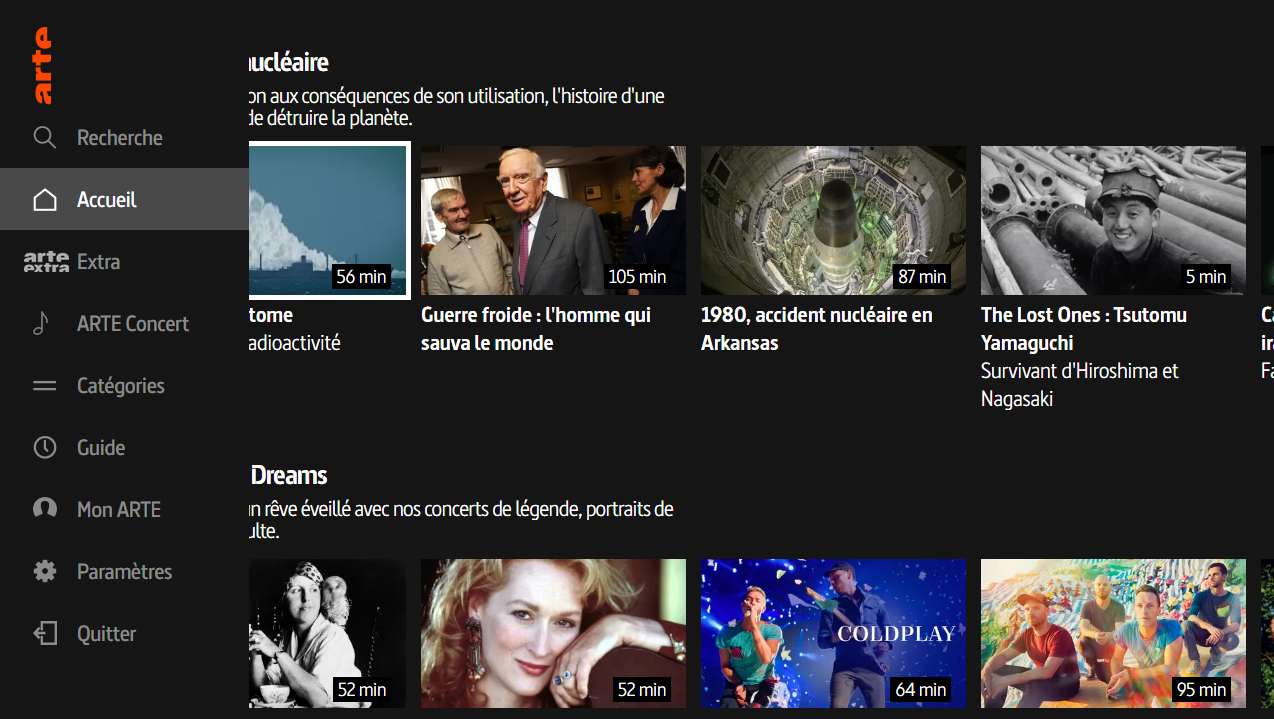 arte
Recherche
Accueil
arte extra Extra
ARTE Concert
Catégories
Guide
Mon ARTE
Paramètres
Quitter
ucléaire
on aux conséquences de son utilisation, l'histoire d'une
de détruire la planète.
56 min
105 min
87 min
5 min
tome
adioactivité
Guerre froide : l'homme qui
sauva le monde
1980, accident nucléaire en
Arkansas
The Lost Ones : Tsutomu
Yamaguchi
Survivant d'Hiroshima et
Nagasaki
Dreams
n rêve éveillé avec nos concerts de légende, portraits de
ulte.
52 min
52 min
COLDPLAY
64 min
95 min